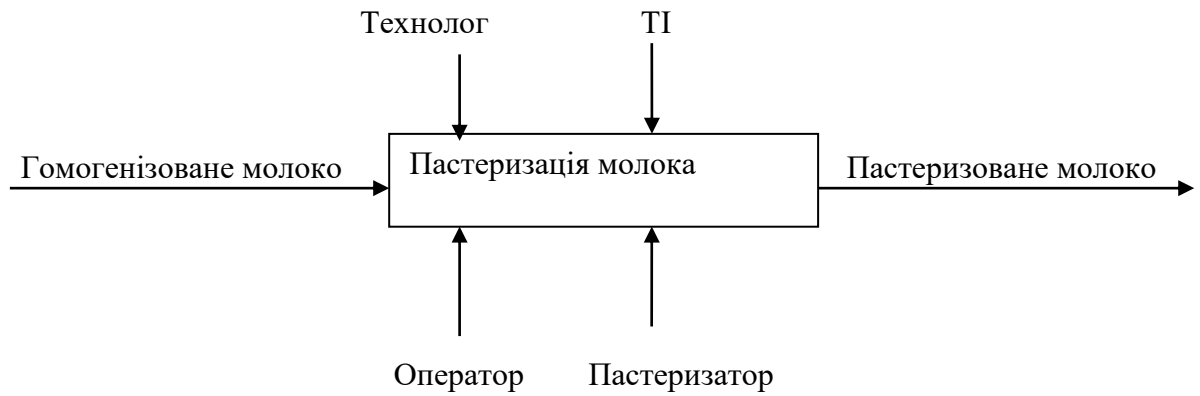 Технолог ТІ
Пастеризація молока
Гомогенізоване молоко
Пастеризоване молоко
Оператор Пастеризатор